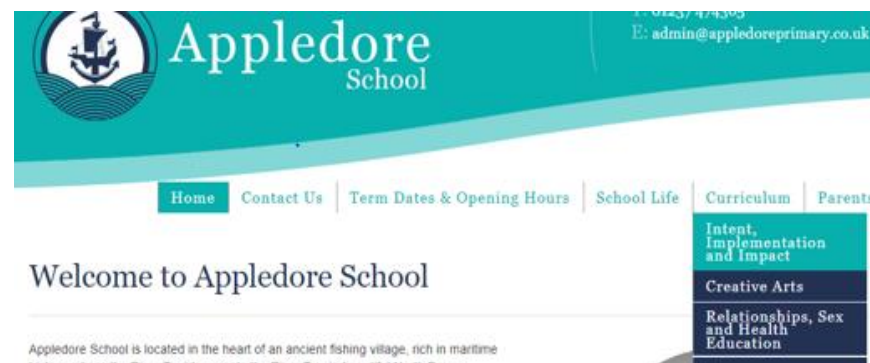 Appledore
School
E: admin@appledoreprimary.co.uk
Home Contact Us Term Dates & Opening Hours School Life Curriculum Parents
Intent,
Implementation
and Impact
Creative Arts
Relationships, Sex
and Health
Education
Welcome to Appledore School
Appledore School is located in the heart of an ancient fishing village, rich in maritime